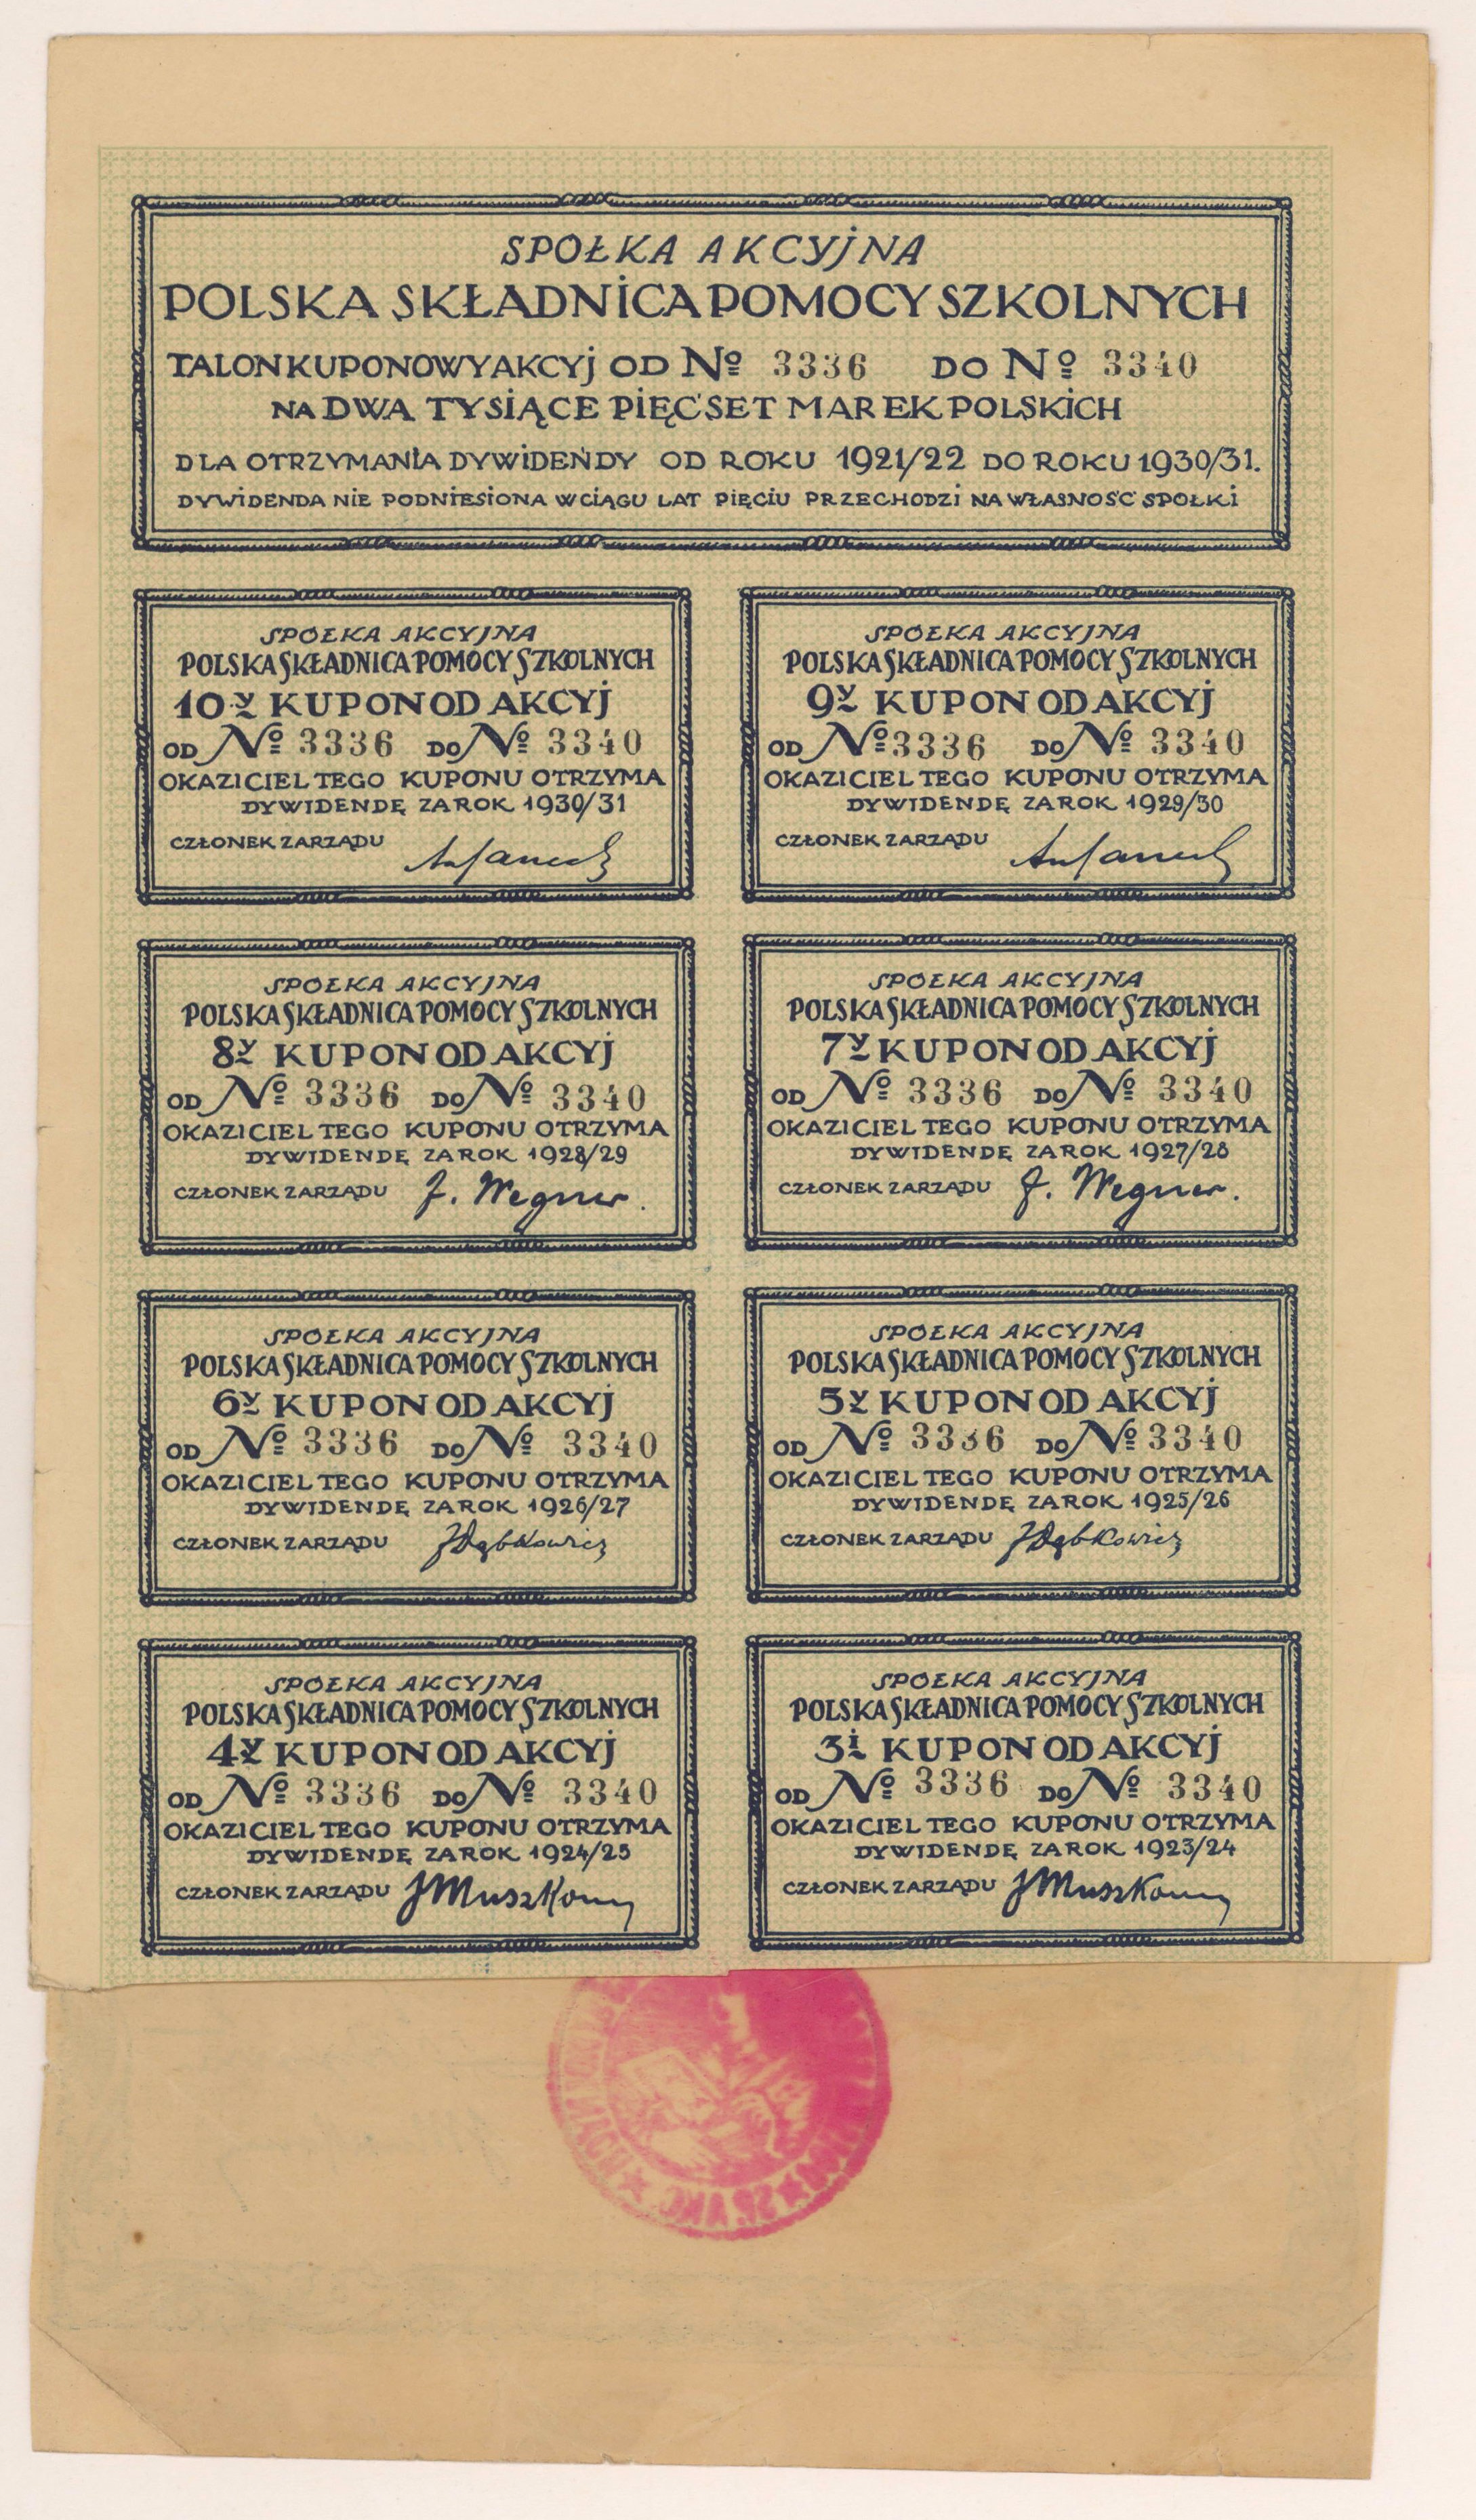 SPOŁKA AKCYJNA
POLSKA SKŁADNICA POMOCY SZKOLNYCH
TALON KUPONOWY AKCYJ OD Nº 3336 DO Nº 3340
NA DWA TYSIĄCE PIĘĆSET MAREK POLSKICH
DLA OTRZYMANIA DYWIDENDY OD ROKU 1921/22 DO ROKU 1930/31.
DYWIDENDA NIE PODNIESIONA W CIĄGU LAT PIĘCIU PRZECHODZI NA WŁASNOŚĆ SPOŁKI
SPOŁKA AKCYJNA
POLSKA SKŁADNICA POMOCY SZKOLNYCH
10y KUPON OD AKCYJ
OD Nº 3336 DO Nº 3340
OKAZICIEL TEGO KUPONU OTRZYMA
DYWIDENDĘ ZA ROK 1930/31
CZŁONEK ZARZĄDU
SPOŁKA AKCYJNA
POLSKA SKŁADNICA POMOCY SZKOLNYCH
9y KUPON OD AKCYJ
OD Nº 3336 DO Nº 3340
OKAZICIEL TEGO KUPONU OTRZYMA
DYWIDENDĘ ZA ROK 1929/30
CZŁONEK ZARZĄDU
SPOŁKA AKCYJNA
POLSKA SKŁADNICA POMOCY SZKOLNYCH
8y KUPON OD AKCYJ
OD Nº 3336 DO Nº 3340
OKAZICIEL TEGO KUPONU OTRZYMA
DYWIDENDĘ ZA ROK 1928/29
CZŁONEK ZARZĄDU J. Wegner.
SPOŁKA AKCYJNA
POLSKA SKŁADNICA POMOCY SZKOLNYCH
7y KUPON OD AKCYJ
OD Nº 3336 DO Nº 3340
OKAZICIEL TEGO KUPONU OTRZYMA
DYWIDENDĘ ZA ROK 1927/28
CZŁONEK ZARZĄDU J. Wegner.
SPOŁKA AKCYJNA
POLSKA SKŁADNICA POMOCY SZKOLNYCH
6y KUPON OD AKCYJ
OD Nº 3336 DO Nº 3340
OKAZICIEL TEGO KUPONU OTRZYMA
DYWIDENDĘ ZA ROK 1926/27
CZŁONEK ZARZĄDU JDąbkowicz
SPOŁKA AKCYJNA
POLSKA SKŁADNICA POMOCY SZKOLNYCH
5y KUPON OD AKCYJ
OD Nº 3336 DO Nº 3340
OKAZICIEL TEGO KUPONU OTRZYMA
DYWIDENDĘ ZA ROK 1925/26
CZŁONEK ZARZĄDU JDąbkowicz
SPOŁKA AKCYJNA
POLSKA SKŁADNICA POMOCY SZKOLNYCH
4y KUPON OD AKCYJ
OD Nº 3336 DO Nº 3340
OKAZICIEL TEGO KUPONU OTRZYMA
DYWIDENDĘ ZA ROK 1924/25
CZŁONEK ZARZĄDU
SPOŁKA AKCYJNA
POLSKA SKŁADNICA POMOCY SZKOLNYCH
3i KUPON OD AKCYJ
OD Nº 3336 DO Nº 3340
OKAZICIEL TEGO KUPONU OTRZYMA
DYWIDENDĘ ZA ROK 1923/24
CZŁONEK ZARZĄDU